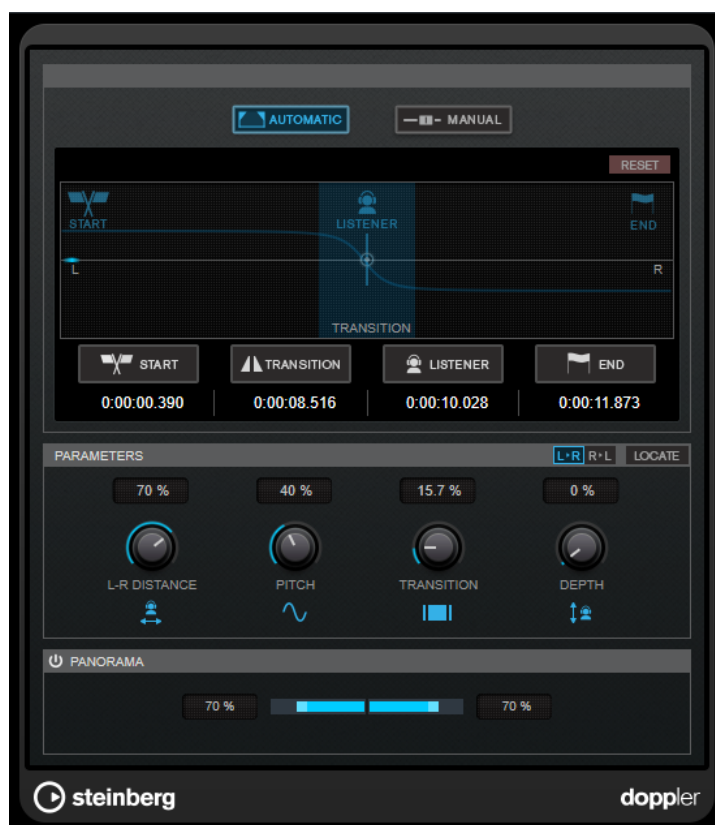 AUTOMATIC MANUAL
RESET
START LISTENER END
L R
TRANSITION
START TRANSITION LISTENER END
0:00:00.390 0:00:08.516 0:00:10.028 0:00:11.873
PARAMETERS L▸R R▸L LOCATE
70 % 40 % 15.7 % 0 %
L-R DISTANCE PITCH TRANSITION DEPTH
PANORAMA
70 % 70 %
steinberg doppler